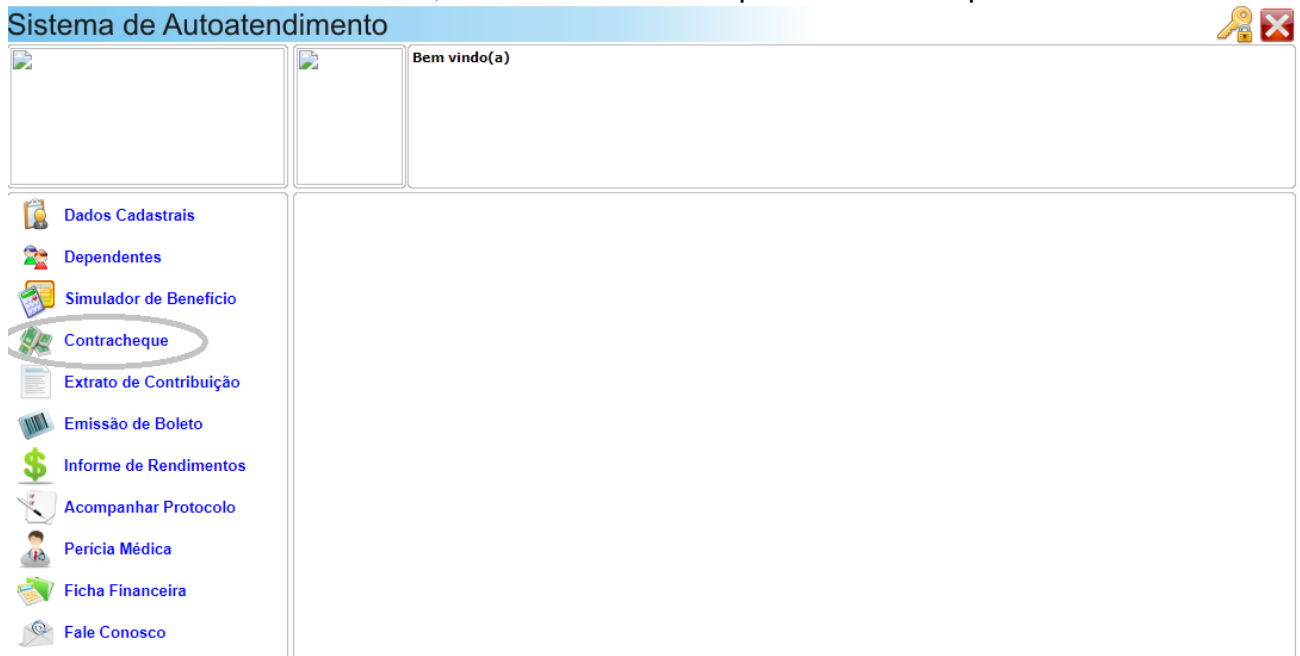 Sistema de Autoatendimento
Bem vindo(a)
Dados Cadastrais
Dependentes
Simulador de Benefício
Contracheque
Extrato de Contribuição
Emissão de Boleto
Informe de Rendimentos
Acompanhar Protocolo
Perícia Médica
Ficha Financeira
Fale Conosco